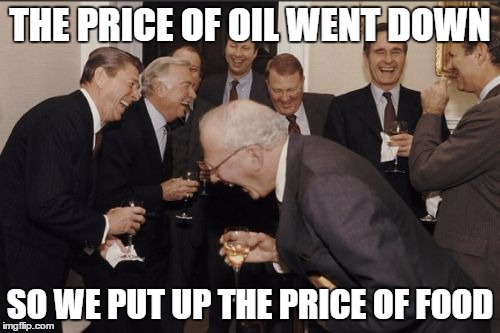 THE PRICE OF OIL WENT DOWN
SO WE PUT UP THE PRICE OF FOOD
imgflip.com